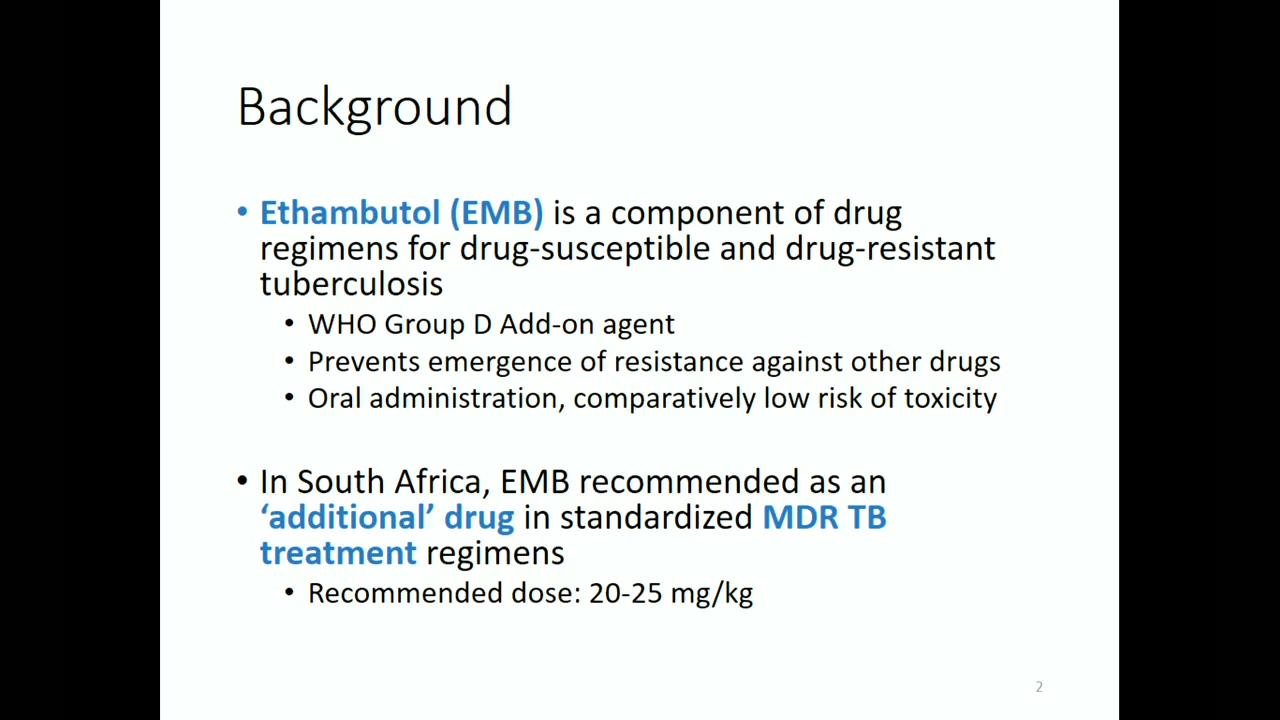 Background
• Ethambutol (EMB) is a component of drug
regimens for drug-susceptible and drug-resistant
tuberculosis
• WHO Group D Add-on agent
• Prevents emergence of resistance against other drugs
• Oral administration, comparatively low risk of toxicity
• In South Africa, EMB recommended as an
‘additional’ drug in standardized MDR TB
treatment regimens
• Recommended dose: 20-25 mg/kg
2